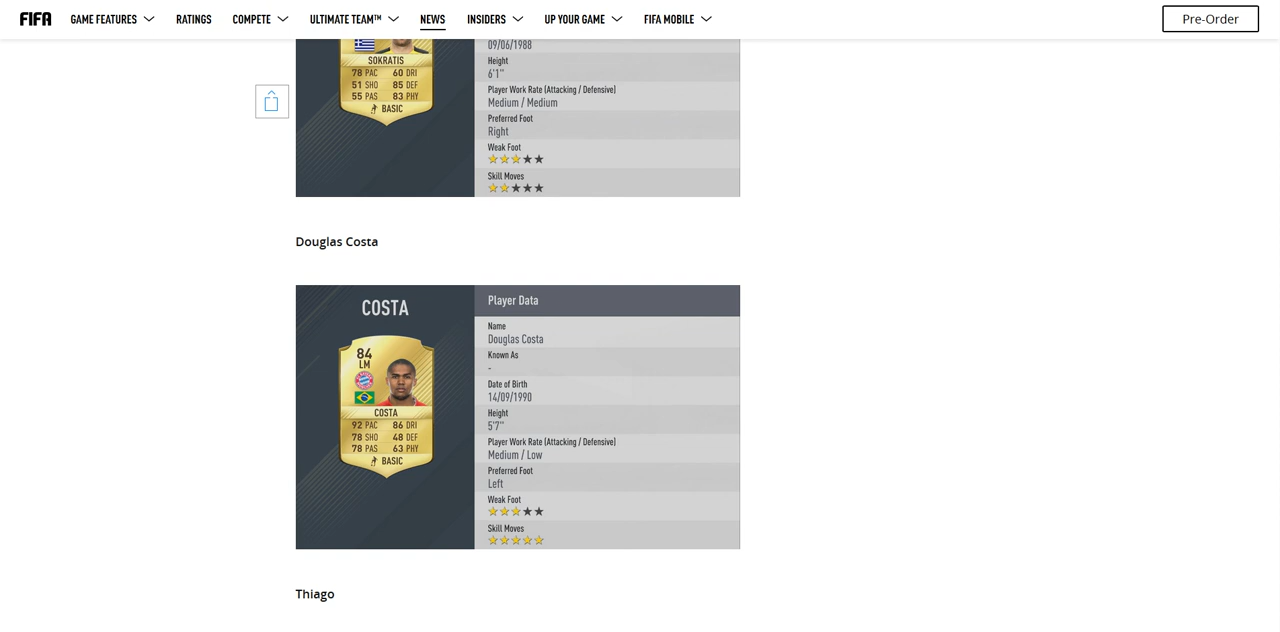 FIFA GAME FEATURES RATINGS COMPETE ULTIMATE TEAM™ NEWS INSIDERS UP YOUR GAME FIFA MOBILE Pre-Order
SOKRATIS
78 PAC 60 DRI
51 SHO 85 DEF
55 PAS 83 PHY
BASIC
09/06/1988
Height
6'1"
Player Work Rate (Attacking / Defensive)
Medium / Medium
Preferred Foot
Right
Weak Foot
Skill Moves
Douglas Costa
COSTA
84
LM
COSTA
92 PAC 86 DRI
78 SHO 48 DEF
78 PAS 63 PHY
BASIC
Player Data
Name
Douglas Costa
Known As
-
Date of Birth
14/09/1990
Height
5'7"
Player Work Rate (Attacking / Defensive)
Medium / Low
Preferred Foot
Left
Weak Foot
Skill Moves
Thiago